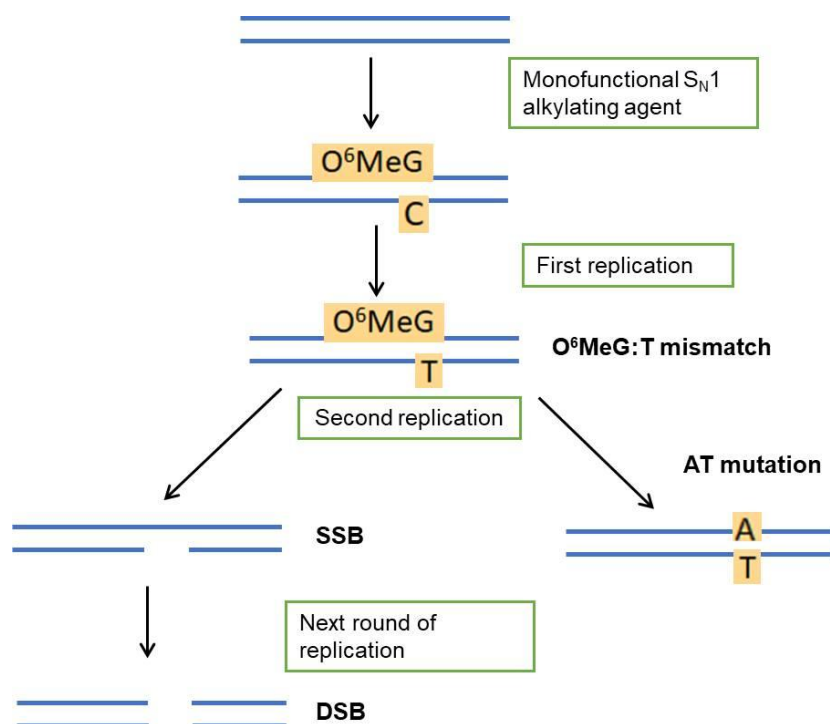 Monofunctional S_N1
alkylating agent
O⁶MeG
C
First replication
O⁶MeG
T
O⁶MeG:T mismatch
Second replication
AT mutation
SSB
A
T
Next round of
replication
DSB